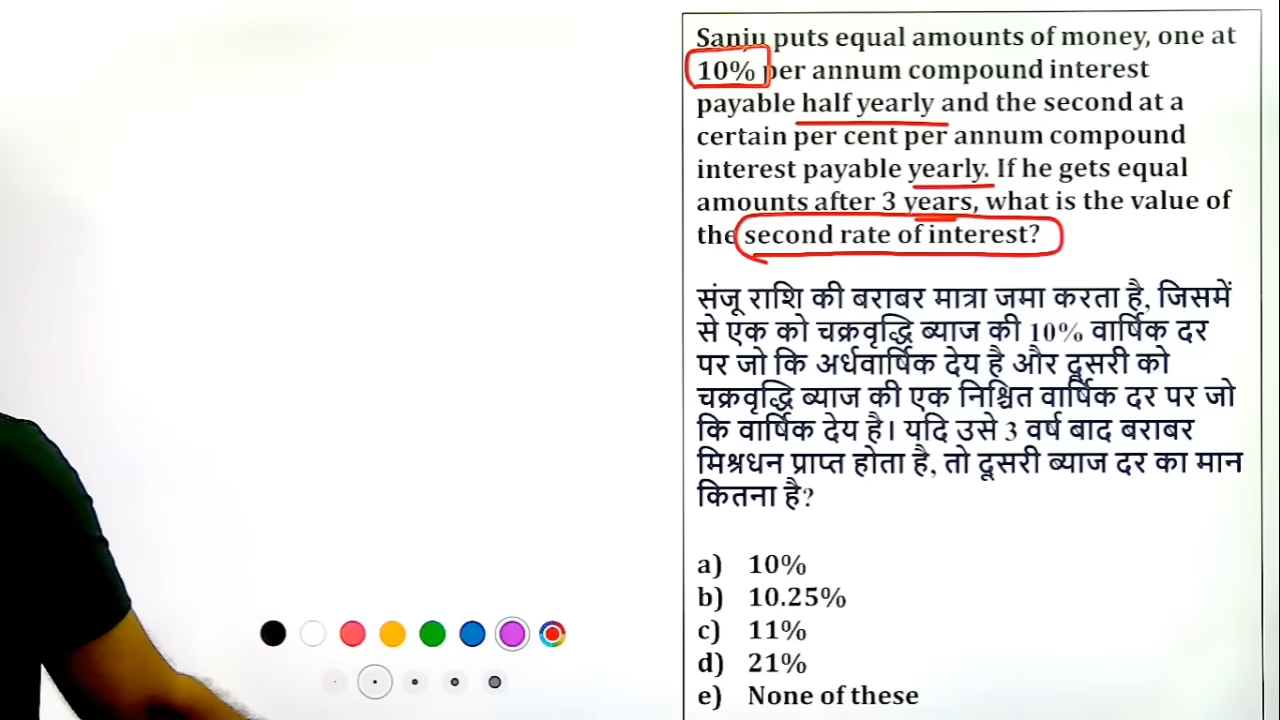 Sanju puts equal amounts of money, one at
10% per annum compound interest
payable half yearly and the second at a
certain per cent per annum compound
interest payable yearly. If he gets equal
amounts after 3 years, what is the value of
the second rate of interest?
संजू राशि की बराबर मात्रा जमा करता है, जिसमें
से एक को चक्रवृद्धि ब्याज की 10% वार्षिक दर
पर जो कि अर्धवार्षिक देय है और दूसरी को
चक्रवृद्धि ब्याज की एक निश्चित वार्षिक दर पर जो
कि वार्षिक देय है। यदि उसे 3 वर्ष बाद बराबर
मिश्रधन प्राप्त होता है, तो दूसरी ब्याज दर का मान
कितना है?
a) 10%
b) 10.25%
c) 11%
d) 21%
e) None of these